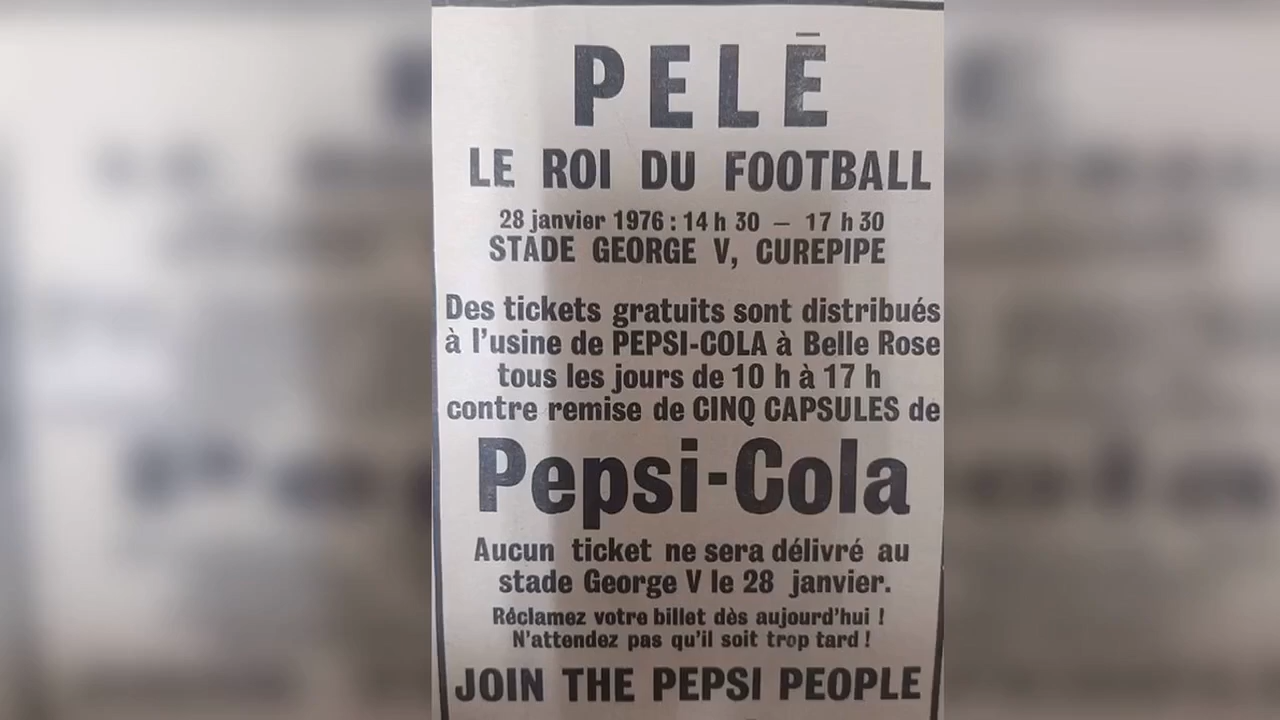 PELÉ
LE ROI DU FOOTBALL
28 janvier 1976 : 14 h 30 — 17 h 30
STADE GEORGE V, CUREPIPE
Des tickets gratuits sont distribués
à l'usine de PEPSI-COLA à Belle Rose
tous les jours de 10 h à 17 h
contre remise de CINQ CAPSULES de
Pepsi-Cola
Aucun ticket ne sera délivré au
stade George V le 28 janvier.
Réclamez votre billet dès aujourd'hui !
N'attendez pas qu'il soit trop tard !
JOIN THE PEPSI PEOPLE